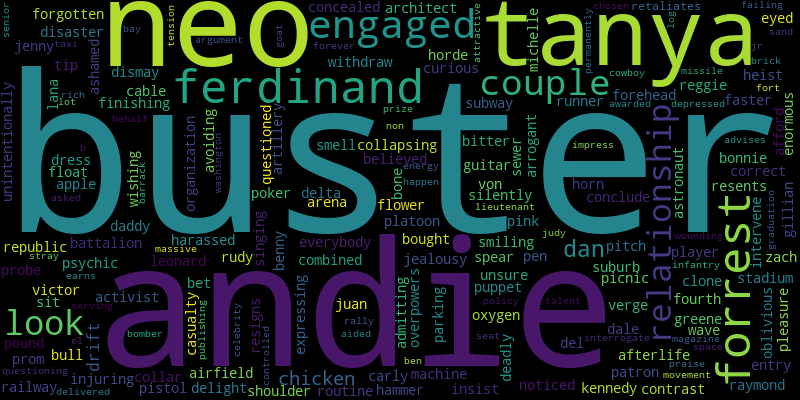 senior
forgotten
disaster
jenny
taxi
tip
bay
tension
ashamed
lana
dismay
cable
finishing
argument
neo
goat
forever
concealed
architect
engaged
withdraw
horde
curious
attractive
michelle
tanya
chosen
permanently
retaliates
log
cowboy
eyed
missile
heist
reggie
faster
failing
sand
jr
brick
rich
fort
ferdinand
couple
subway
runner
forehead
awarded
depressed
enormous
afford
unintentionally
iot
behalf
b
asked
dress
float
apple
wishing
barrack
organization
avoiding
washington
questioned
artillery
prize
non
smell
collapsing
believed
energy
happen
bitter
guitar
sewer
arrogant
impress
von
silently
lieutenant
relationship
astronaut
bonnie
correct
advises
resents
buster
poker
delta
bone
arena
flower
platoon
pink
horn
conclude
intervene
graduation
gillian
daddy
republic
battalion
harassed
singing
everybody
benny
combined
jealousy
bought
smiling
spear
unsure
puppet
pen
dan
judy
pitch
suburb
picnic
wounding
player
clone
zach
stadium
stray
probe
massive
psychic
earns
leonard
rudy
victor
sit
activist
bet
casualty
publishing
celebrity
resigns
expressing
juan
rally
aided
admitting
overpowers
policy
parking
oxygen
deadly
talent
seat
verge
del
dale
infantry
interrogate
fourth
greene
wave
magazine
space
forrest
oblivious
pleasure
look
pound
serving
bomber
el
prom
bull
drift
questioning
railway
delivered
injuring
pistol
collar
airfield
delight
controlled
shoulder
andie
chicken
routine
carly
hammer
ben
machine
insist
noticed
afterlife
patron
praise
movement
kennedy
contrast
entry
raymond